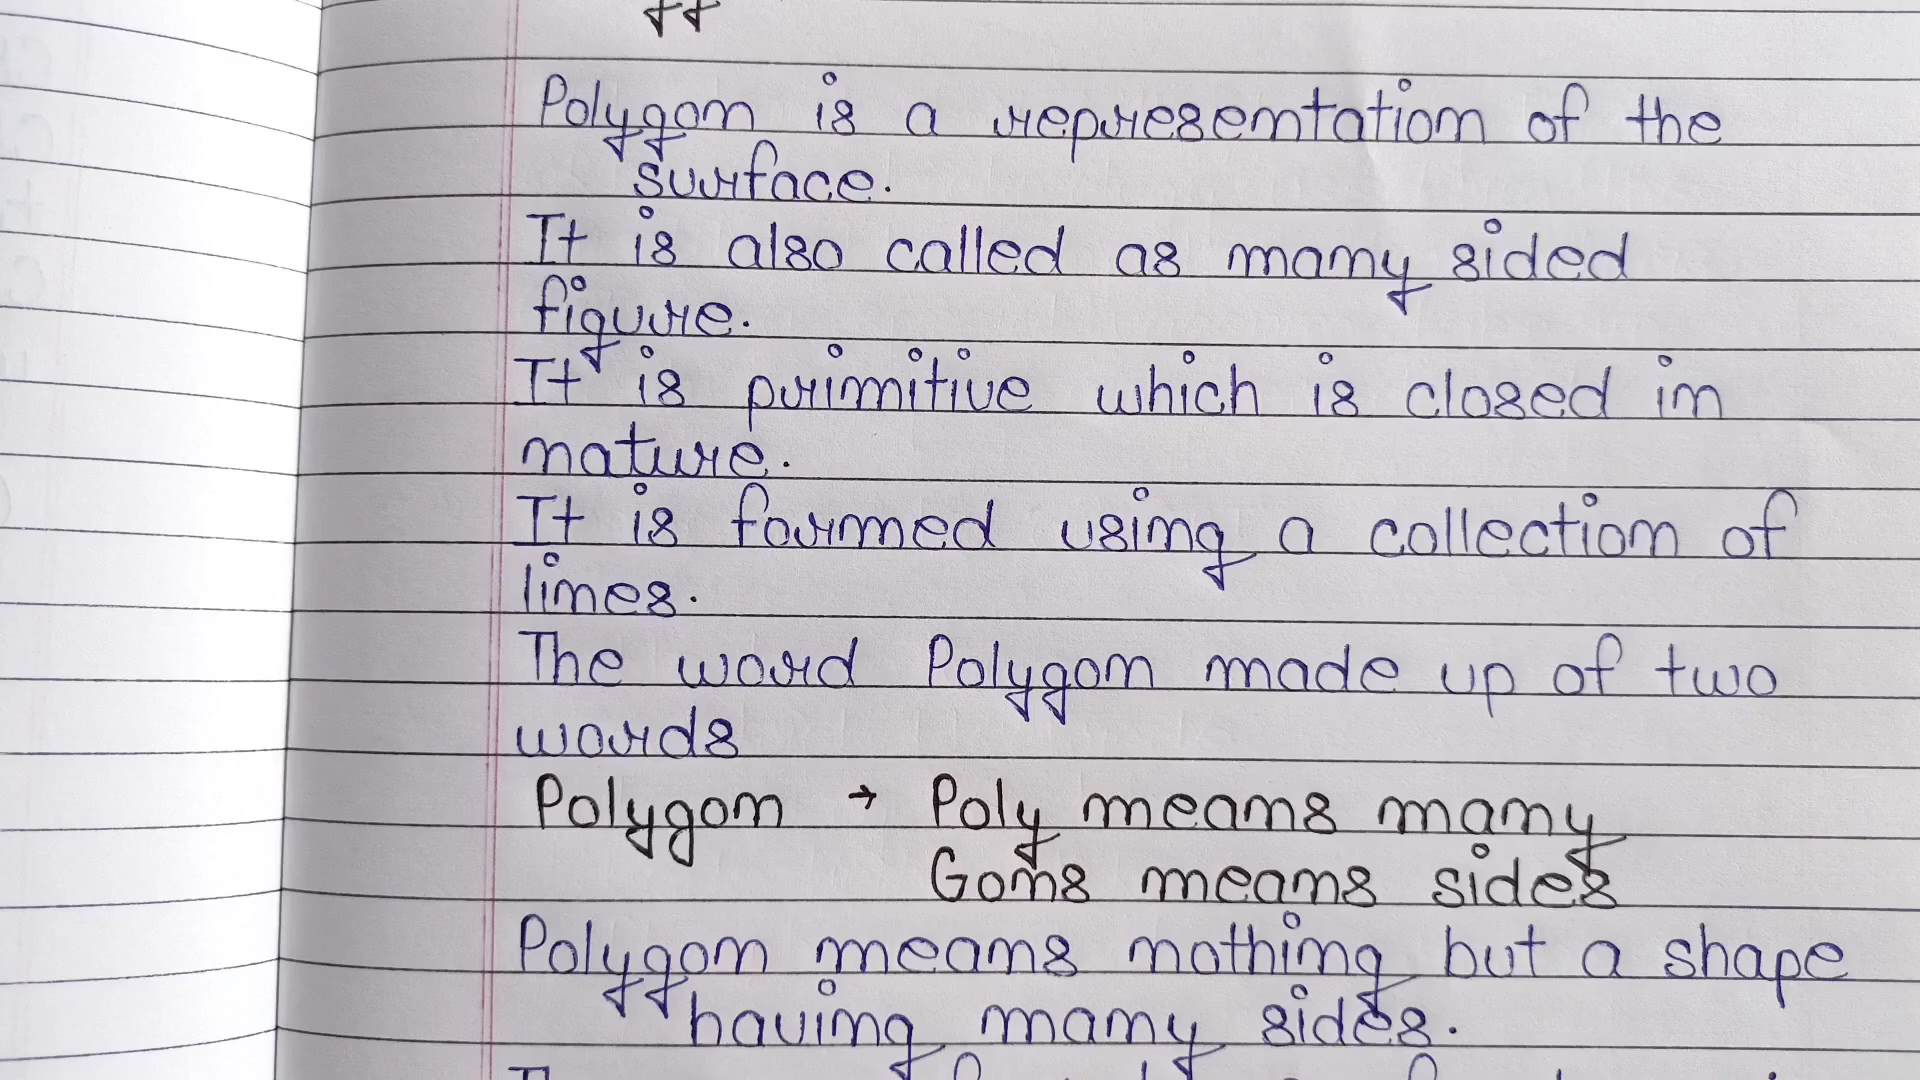 Polygon is a representation of the
surface.
It is also called as many sided
figure.
It is primitive which is closed in
nature.
It is formed using a collection of
lines.
The word Polygon made up of two
words
Polygon → Poly means many
Gons means sides
Polygon means nothing but a shape
having many sides.